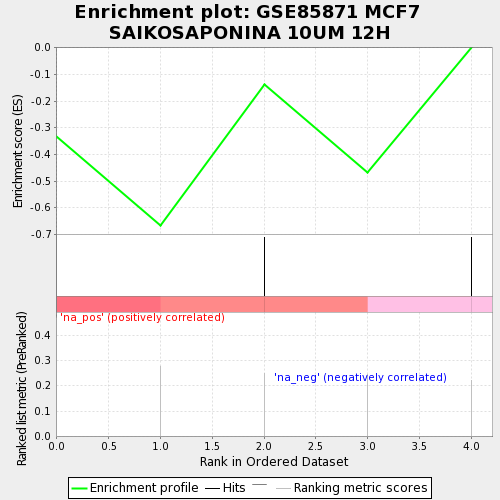 Enrichment plot: GSE85871 MCF7
SAIKOSAPONINA 10UM 12H
Enrichment score (ES)
0.0
-0.1
-0.2
-0.3
-0.4
-0.5
-0.6
-0.7
'na_pos' (positively correlated)
'na_neg' (negatively correlated)
Ranked list metric (PreRanked)
0.4
0.3
0.2
0.1
0.0
0.0 0.5 1.0 1.5 2.0 2.5 3.0 3.5 4.0
Rank in Ordered Dataset
Enrichment profile Hits Ranking metric scores